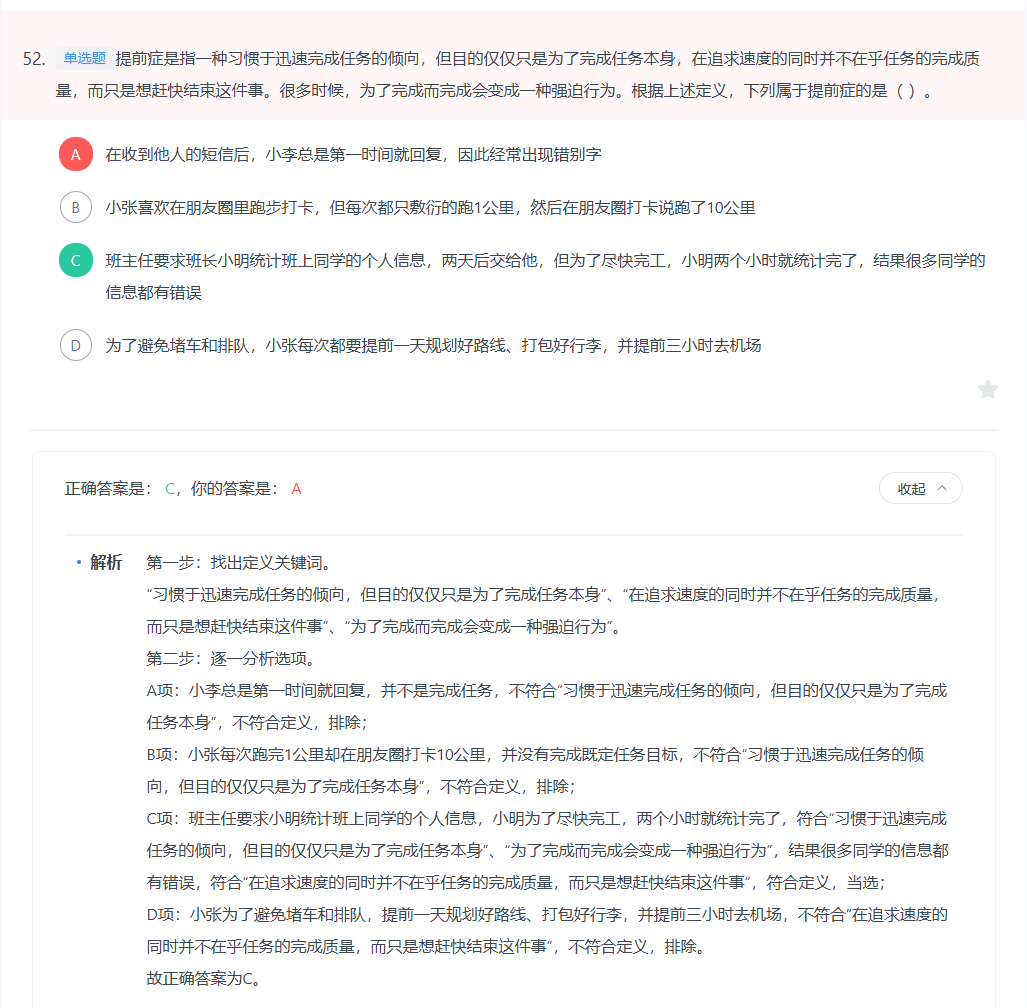 52. 单选题 提前症是指一种习惯于迅速完成任务的倾向，但目的仅仅只是为了完成任务本身，在追求速度的同时并不在乎任务的完成质
量，而只是想赶快结束这件事。很多时候，为了完成而完成会变成一种强迫行为。根据上述定义，下列属于提前症的是（ ）。
A 在收到他人的短信后，小李总是第一时间就回复，因此经常出现错别字
B 小张喜欢在朋友圈里跑步打卡，但每次都只敷衍的跑1公里，然后在朋友圈打卡说跑了10公里
C 班主任要求班长小明统计班上同学的个人信息，两天后交给他，但为了尽快完工，小明两个小时就统计完了，结果很多同学的
信息都有错误
D 为了避免堵车和排队，小张每次都要提前一天规划好路线、打包好行李，并提前三小时去机场
正确答案是： C，你的答案是： A
收起
解析 第一步：找出定义关键词。
“习惯于迅速完成任务的倾向，但目的仅仅只是为了完成任务本身”、“在追求速度的同时并不在乎任务的完成质量，
而只是想赶快结束这件事”、“为了完成而完成会变成一种强迫行为”。
第二步：逐一分析选项。
A项：小李总是第一时间就回复，并不是完成任务，不符合“习惯于迅速完成任务的倾向，但目的仅仅只是为了完成
任务本身”，不符合定义，排除；
B项：小张每次跑完1公里却在朋友圈打卡10公里，并没有完成既定任务目标，不符合“习惯于迅速完成任务的倾
向，但目的仅仅只是为了完成任务本身”，不符合定义，排除；
C项：班主任要求小明统计班上同学的个人信息，小明为了尽快完工，两个小时就统计完了，符合“习惯于迅速完成
任务的倾向，但目的仅仅只是为了完成任务本身”、“为了完成而完成会变成一种强迫行为”，结果很多同学的信息都
有错误，符合“在追求速度的同时并不在乎任务的完成质量，而只是想赶快结束这件事”，符合定义，当选；
D项：小张为了避免堵车和排队，提前一天规划好路线、打包好行李，并提前三小时去机场，不符合“在追求速度的
同时并不在乎任务的完成质量，而只是想赶快结束这件事”，不符合定义，排除。
故正确答案为C。